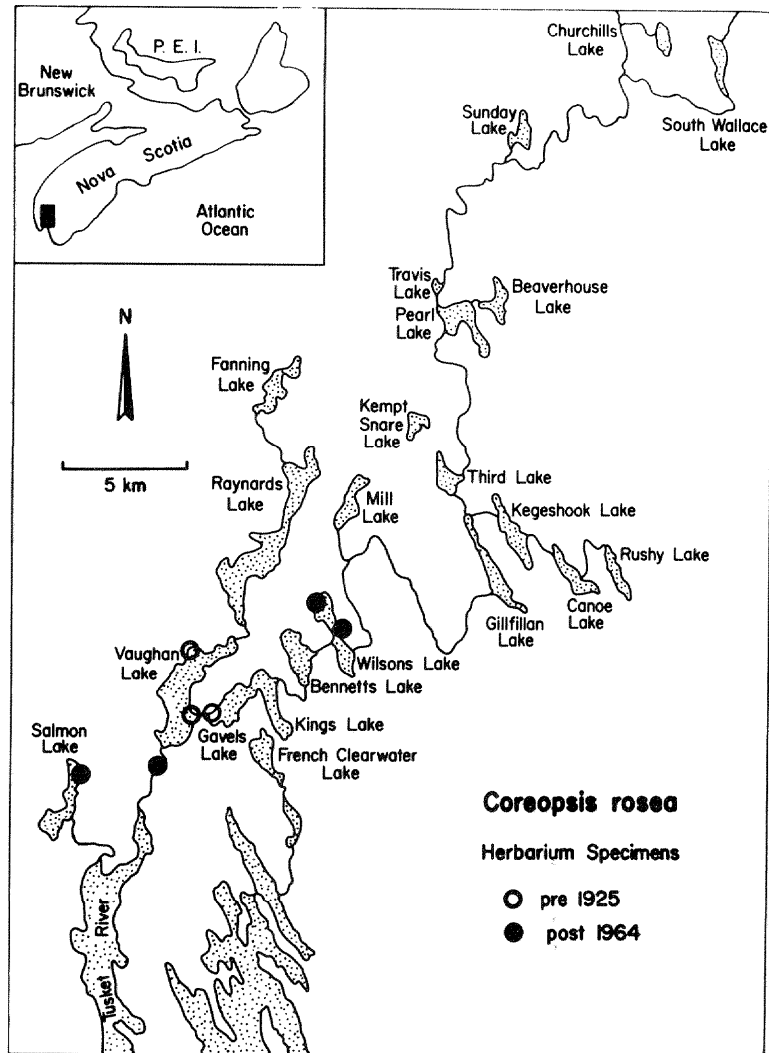 P. E. I.
New
Brunswick
Nova Scotia
Atlantic
Ocean
Churchills
Lake
South Wallace
Lake
Sunday
Lake
Travis
Lake
Pearl
Lake
Beaverhouse
Lake
N
5 km
Fanning
Lake
Kempt
Snare
Lake
Raynards
Lake
Mill
Lake
Third Lake
Kegeshook Lake
Rushy Lake
Canoe
Lake
Gillfillan
Lake
Vaughan
Lake
Wilsons Lake
Bennetts Lake
Kings Lake
Gavels
Lake
French Clearwater
Lake
Salmon
Lake
Tusket River
Coreopsis rosea
Herbarium Specimens
pre 1925
post 1964